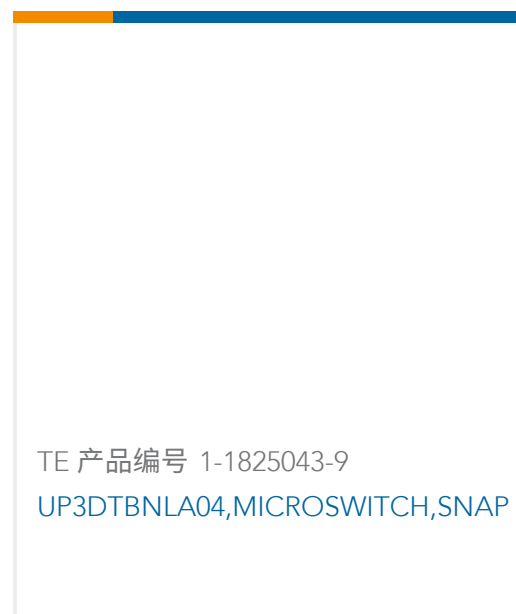 TE 产品编号 1-1825043-9
UP3DTBNLA04,MICROSWITCH,SNAP